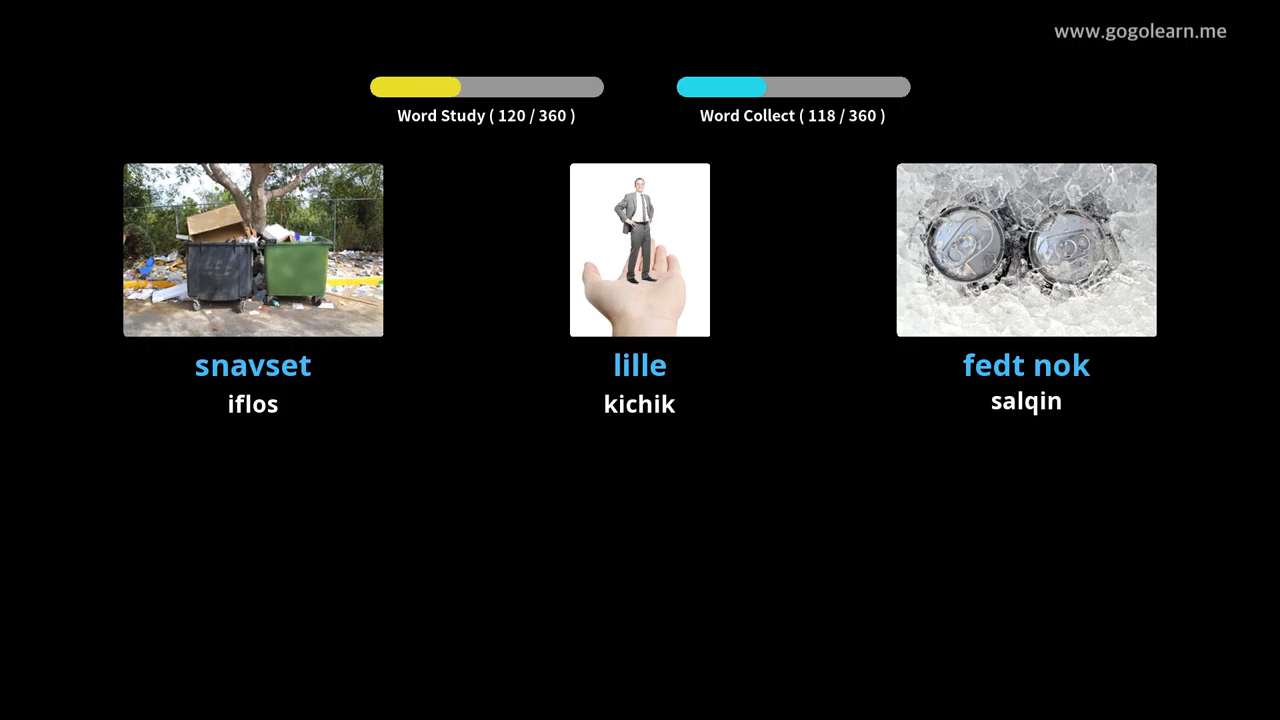 www.gogolearn.me
Word Study ( 120 / 360 )
Word Collect ( 118 / 360 )
snavset
lille
fedt nok
iflos
kichik
salqin